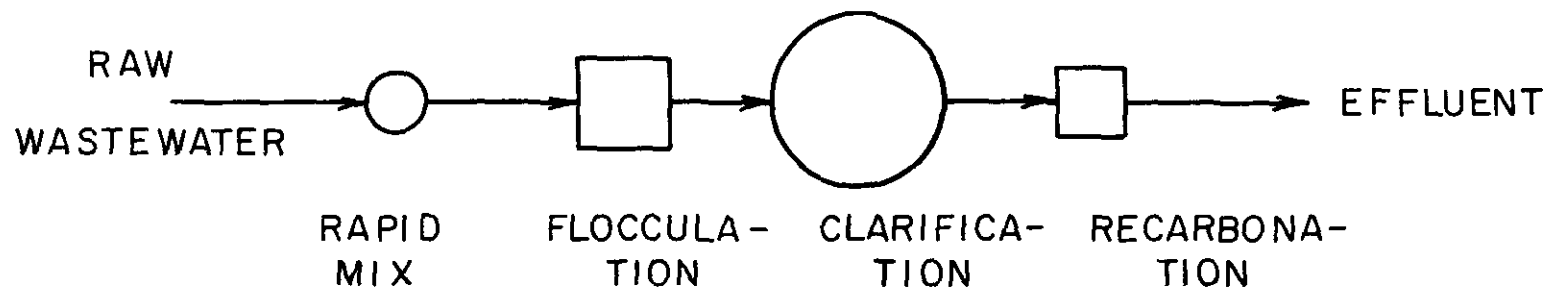 RAW
WASTEWATER
EFFLUENT
RAPID
MIX
FLOCCULA-
TION
CLARIFICA-
TION
RECARBONA-
TION